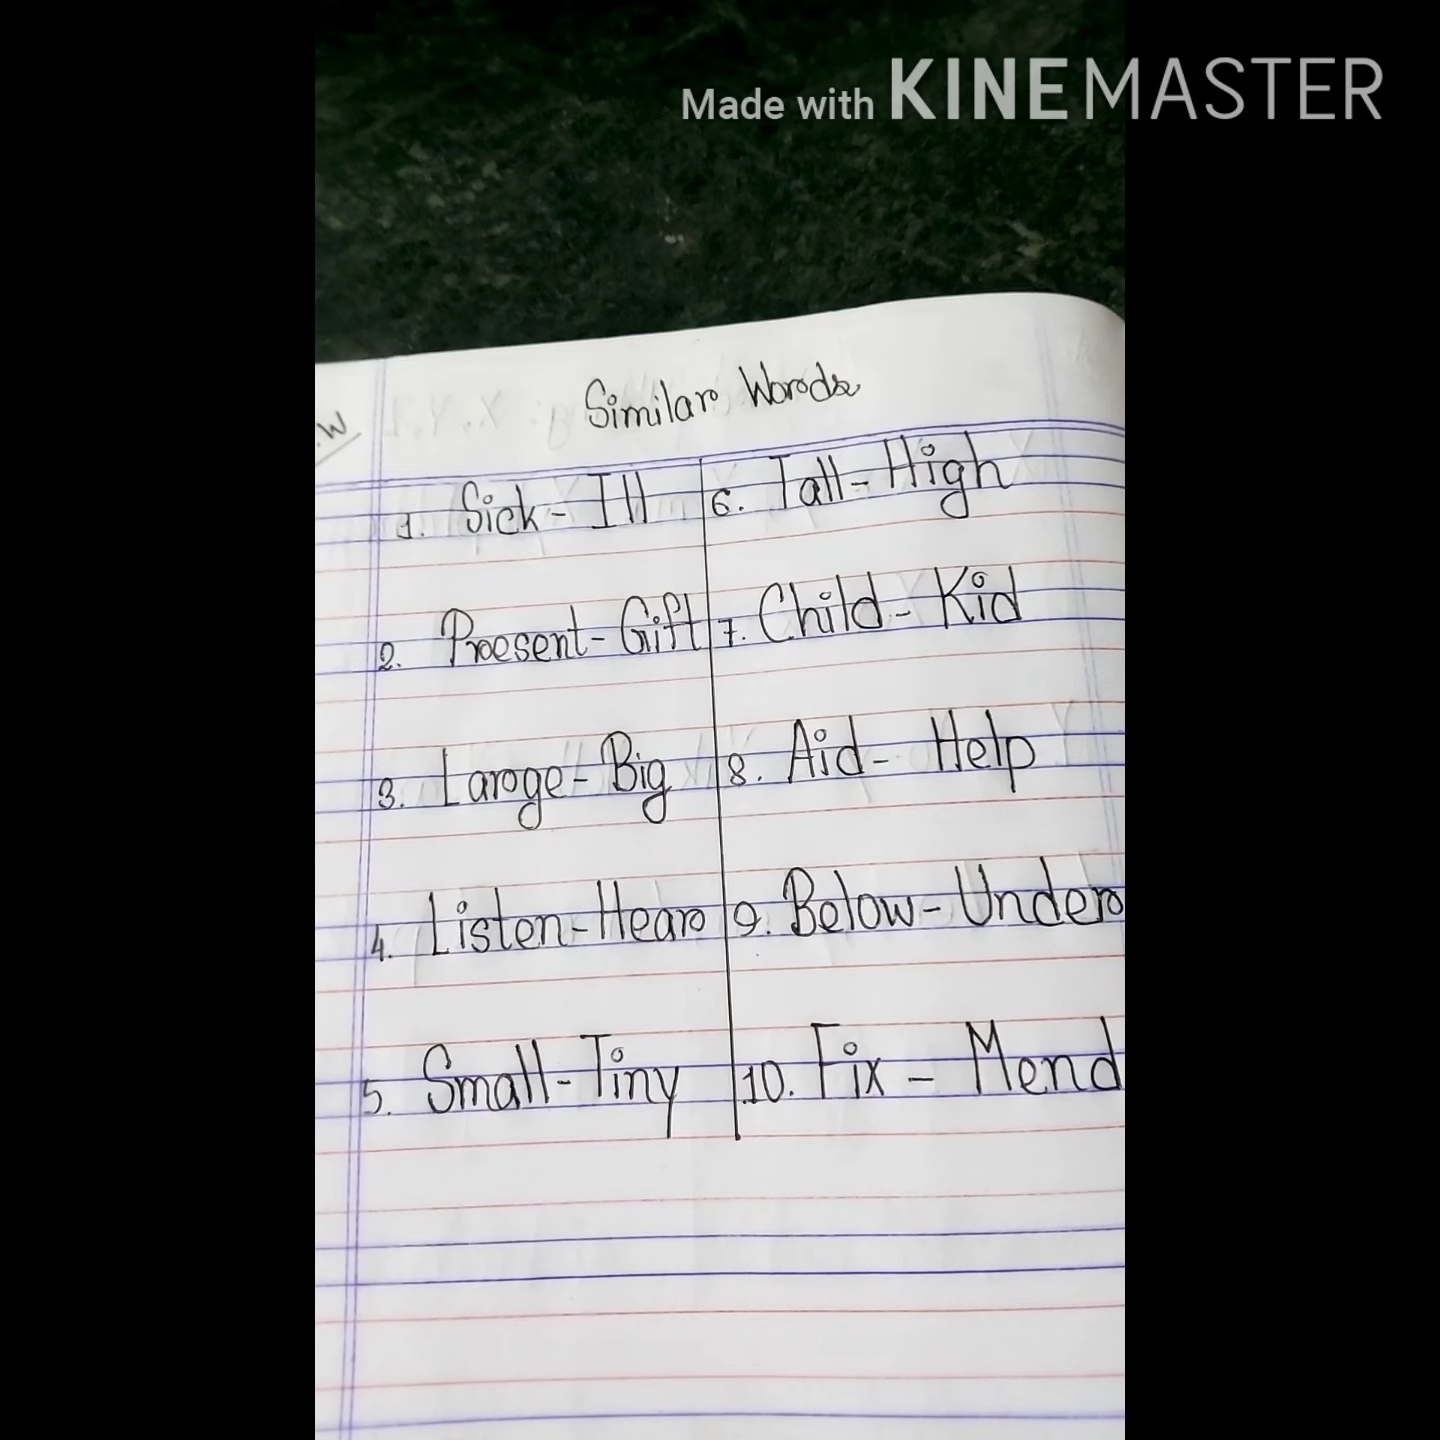 Made with KINEMASTER
.W
Similar Words
1. Sick - Ill
2. Present - Gift
3. Large - Big
4. Listen - Hear
5. Small - Tiny
6. Tall - High
7. Child - Kid
8. Aid - Help
9. Below - Under
10. Fix - Mend